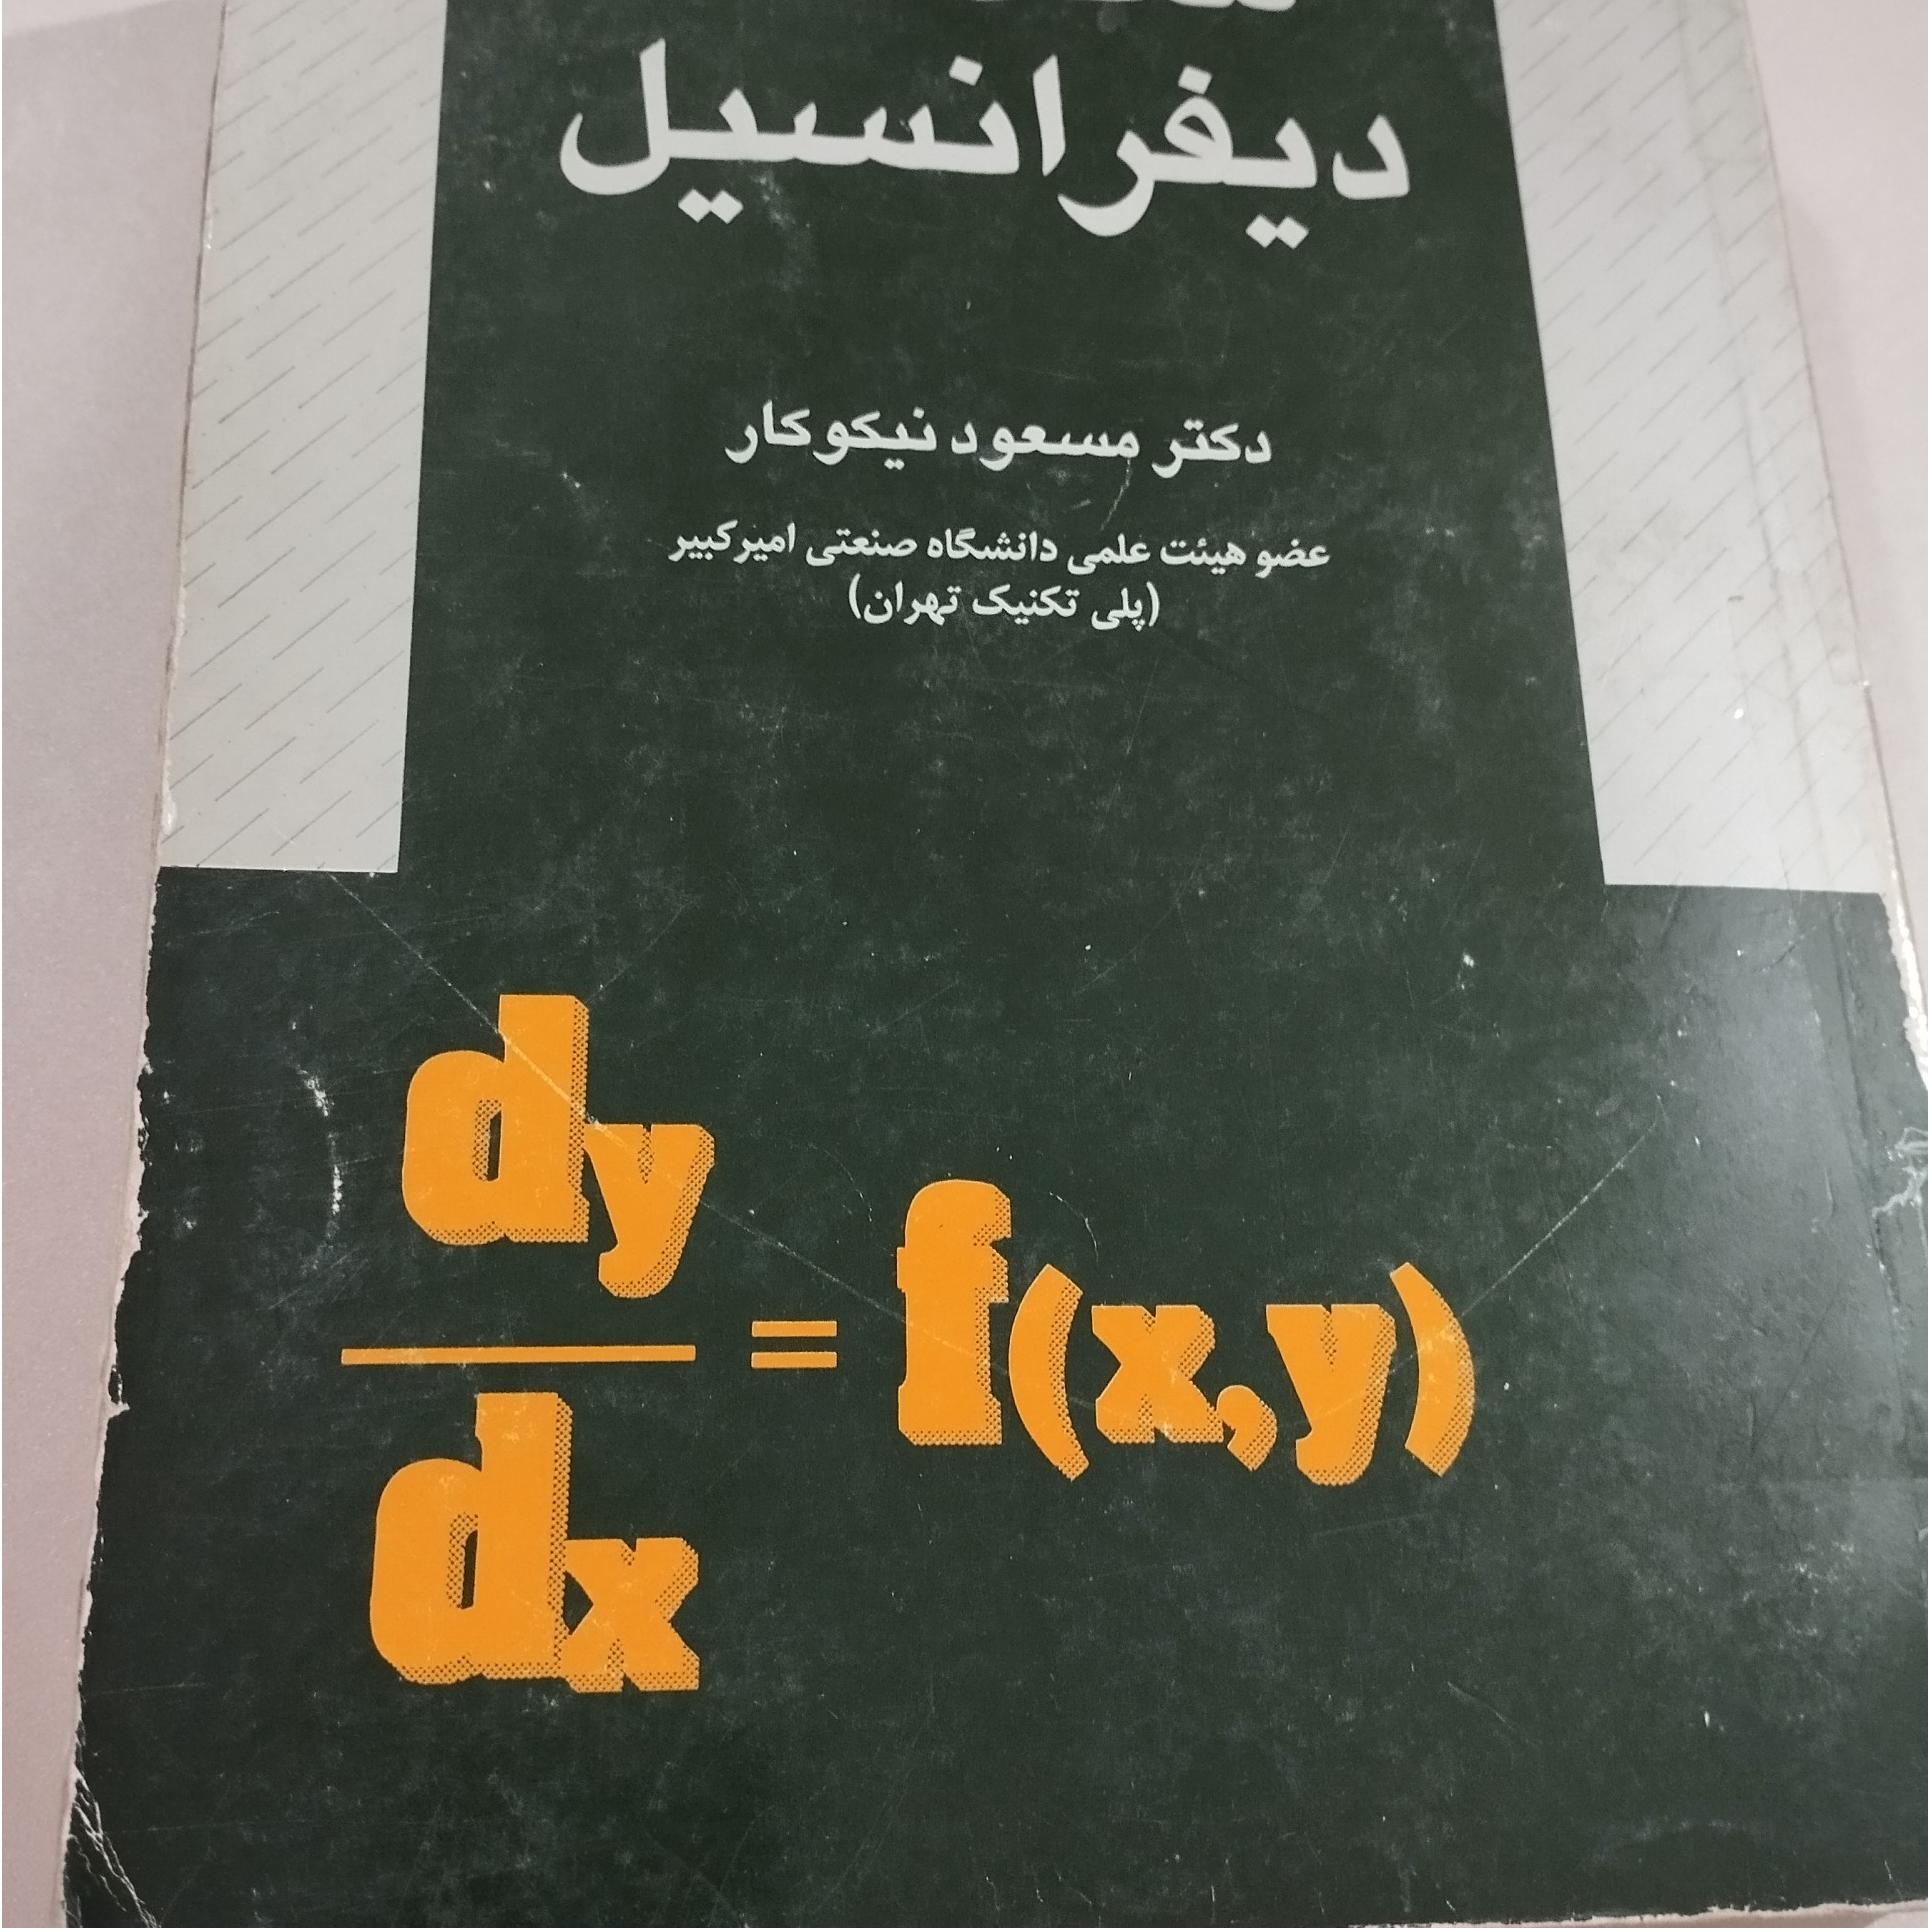 دیفرانسیل
دکتر مسعود نیکوکار
عضو هیئت علمی دانشگاه صنعتی امیرکبیر
(پلی تکنیک تهران)
dy
= f(x,y)
dx